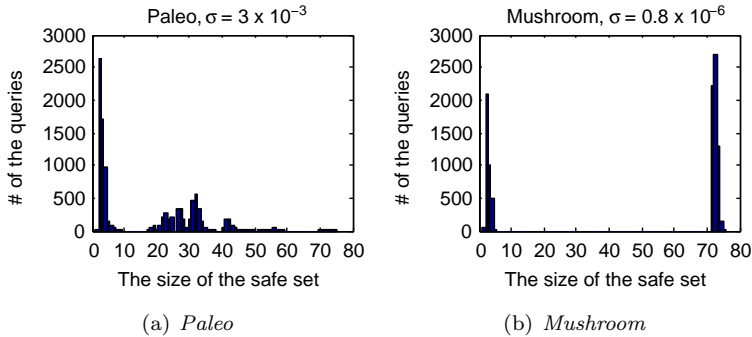 Paleo, σ = 3 x 10⁻³
3000
2500
2000
1500
1000
500
0
0 10 20 30 40 50 60 70 80
# of the queries
The size of the safe set
(a) Paleo
Mushroom, σ = 0.8 x 10⁻⁶
3000
2500
2000
1500
1000
500
0
0 10 20 30 40 50 60 70 80
# of the queries
The size of the safe set
(b) Mushroom